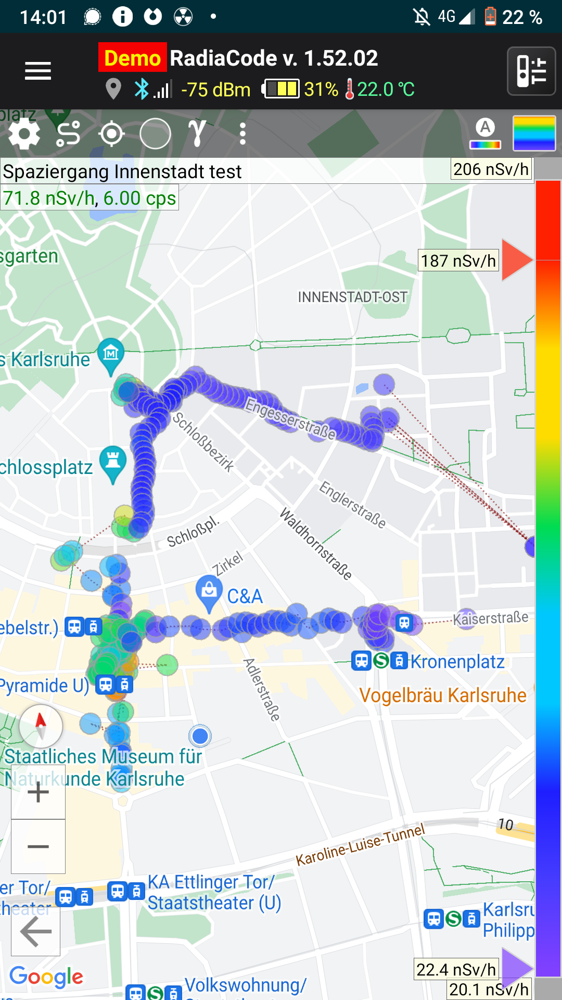 14:01
4G
22 %
Demo RadiaCode v. 1.52.02
-75 dBm 31% 22.0 ℃
platz
γ
A
Spaziergang Innenstadt test
206 nSv/h
71.8 nSv/h, 6.00 cps
sgarten
187 nSv/h
INNENSTADT-OST
s Karlsruhe
M
Engesserstraße
Schloßbezirk
chlossplatz
Englerstraße
Waldhornstraße
Schloßpl.
Zirkel
C&A
ebelstr.)
Kaiserstraße
S
Kronenplatz
Adlerstraße
Pyramide U)
Vogelbräu Karlsruhe
Staatliches Museum für
Naturkunde Karlsruhe
+
−
10
Karoline-Luise-Tunnel
er Tor/
theater
KA Ettlinger Tor/
Staatstheater (U)
S
Karlsru
Philipp
Google
22.4 nSv/h
20.1 nSv/h
S
Volkswohnung/